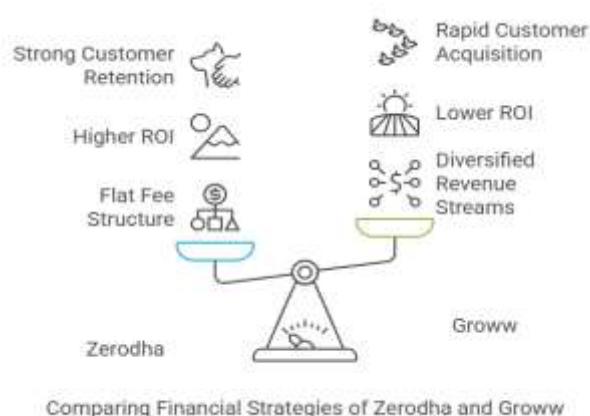 Strong Customer
Retention
Higher ROI
Flat Fee
Structure
Rapid Customer
Acquisition
Lower ROI
Diversified
Revenue
Streams
Zerodha
Groww
Comparing Financial Strategies of Zerodha and Groww